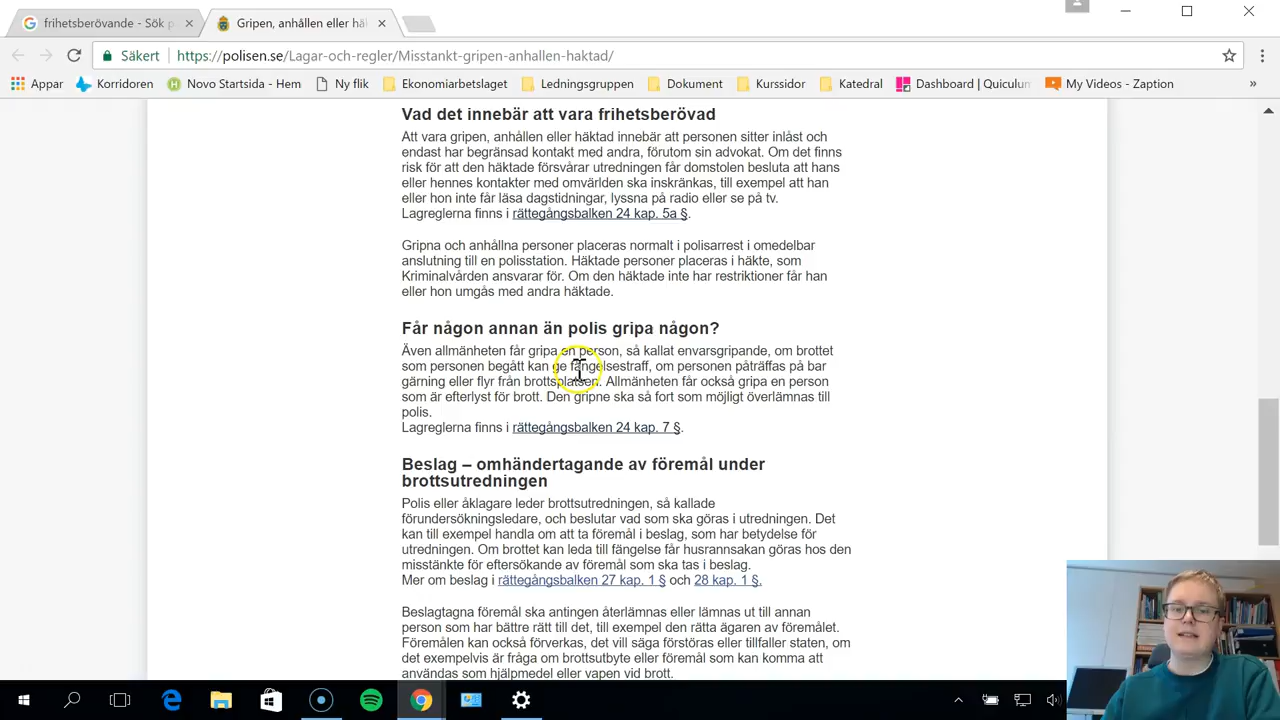 frihetsberövande - Sök p
Gripen, anhållen eller hä
Säkert
https://polisen.se/Lagar-och-regler/Misstankt-gripen-anhallen-haktad/
Appar
Korridoren
Novo Startsida - Hem
Ny flik
Ekonomiarbetslaget
Ledningsgruppen
Dokument
Kurssidor
Katedral
Dashboard | Quiculum
My Videos - Zaption
»
Vad det innebär att vara frihetsberövad
Att vara gripen, anhållen eller häktad innebär att personen sitter inlåst och
endast har begränsad kontakt med andra, förutom sin advokat. Om det finns
risk för att den häktade försvårar utredningen får domstolen besluta att hans
eller hennes kontakter med omvärlden ska inskränkas, till exempel att han
eller hon inte får läsa dagstidningar, lyssna på radio eller se på tv.
Lagreglerna finns i rättegångsbalken 24 kap. 5a §.
Gripna och anhållna personer placeras normalt i polisarrest i omedelbar
anslutning till en polisstation. Häktade personer placeras i häkte, som
Kriminalvården ansvarar för. Om den häktade inte har restriktioner får han
eller hon umgås med andra häktade.
Får någon annan än polis gripa någon?
Även allmänheten får gripa en person, så kallat envarsgripande, om brottet
som personen begått kan ge fängelsestraff, om personen påträffas på bar
gärning eller flyr från brottsplatsen. Allmänheten får också gripa en person
som är efterlyst för brott. Den gripne ska så fort som möjligt överlämnas till
polis.
Lagreglerna finns i rättegångsbalken 24 kap. 7 §.
Beslag – omhändertagande av föremål under
brottsutredningen
Polis eller åklagare leder brottsutredningen, så kallade
förundersökningsledare, och beslutar vad som ska göras i utredningen. Det
kan till exempel handla om att ta föremål i beslag, som har betydelse för
utredningen. Om brottet kan leda till fängelse får husrannsakan göras hos den
misstänkte för eftersökande av föremål som ska tas i beslag.
Mer om beslag i rättegångsbalken 27 kap. 1 § och 28 kap. 1 §.
Beslagtagna föremål ska antingen återlämnas eller lämnas ut till annan
person som har bättre rätt till det, till exempel den rätta ägaren av föremålet.
Föremålen kan också förverkas, det vill säga förstöras eller tillfaller staten, om
det exempelvis är fråga om brottsutbyte eller föremål som kan komma att
användas som hjälpmedel eller vapen vid brott.